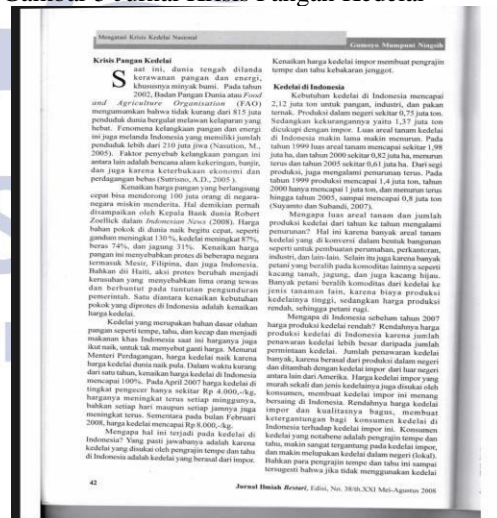 Gambar 3 Jurnal Krisis Pangan Kedelai
Mengatasi Krisis Kedelai Nasional
Gunoyu Mumpuni Ningsih
Krisis Pangan Kedelai
Saat ini, dunia tengah dilanda
kerawanan pangan dan energi,
khususnya minyak bumi. Pada tahun
2002, Badan Pangan Dunia atau Food
and Agriculture Organisation (FAO)
mengumumkan bahwa tidak kurang dari 815 juta
penduduk dunia bergulat melawan kelaparan yang
hebat. Fenomena kelangkaan pangan dan energi
ini juga melanda Indonesia yang memiliki jumlah
penduduk lebih dari 210 juta jiwa (Nasution, M.,
2005). Faktor penyebab kelangkaan pangan ini
antara lain adalah bencana alam kekeringan, banjir,
dan juga karena keterbukaan ekonomi dan
perdagangan bebas (Sutrisno, A.D., 2005 ).
Kenaikan harga pangan yang berlangsung
cepat bisa mendorong 100 juta orang di negara-
negara miskin menderita. Hal demikian pernah
disampaikan oleh Kepala Bank dunia Robert
Zoellick dalam Indonesian News (2008). Harga
bahan pokok di dunia naik begitu cepat, seperti
gandum meningkat 130 %, kedelai meningkat 87%,
beras 74%, dan jagung 31%. Kenaikan harga
pangan ini menyebabkan protes di beberapa negara
termasuk Mesir, Filipina, dan juga Indonesia.
Bahkan di Haiti, aksi protes berubah menjadi
kerusuhan yang menyebabkan lima orang tewas
dan berbuntut pada tuntutan pengunduran
pemerintah. Satu diantara kenaikan kebutuhan
pokok yang diprotes di Indonesia adalah kenaikan
harga kedelai.
Kedelai yang merupakan bahan dasar olahan
pangan seperti tempe, tahu, dan kecap dan menjadi
makanan khas Indonesia saat ini harganya juga
ikut naik, untuk tak menyebut ganti harga. Menurut
Menteri Perdagangan, harga kedelai naik karena
harga kedelai dunia naik pula. Dalam waktu kurang
dari satu tahun, kenaikan harga kedelai di Indonesia
mencapai 100%. Pada April 2007 harga kedelai di
tingkat pengecer hanya sekitar Rp 4.000,-/kg,
harganya meningkat terus setiap minggunya,
bahkan setiap hari maupun setiap jamnya juga
meningkat terus. Sementara pada bulan Februari
2008, harga kedelai mencapai Rp 8.000,-/kg.
Mengapa hal ini terjadi pada kedelai di
Indonesia? Yang pasti jawabanya adalah karena
kedelai yang disukai oleh pengrajin tempe dan tahu
di Indonesia adalah kedelai yang berasal dari impor.
Kenaikan harga kedelai impor membuat pengrajin
tempe dan tahu kebakaran jenggot.
Kedelai di Indonesia
Kebutuhan kedelai di Indonesia mencapai
2,12 juta ton untuk pangan, industri, dan pakan
ternak. Produksi dalam negeri sekitar 0,75 juta ton.
Sedangkan kekurangannya yaitu 1,37 juta ton
dicukupi dengan impor. Luas areal tanam kedelai
di Indonesia makin lama makin menurun. Pada
tahun 1999 luas areal tanam mencapai sekitar 1,98
juta ha, dan tahun 2000 sekitar 0,82 juta ha, menurun
terus dan tahun 2005 sekitar 0,61 juta ha. Dari segi
produksi, juga mengalami penurunan terus. Pada
tahun 1999 produksi mencapai 1,4 juta ton, tahun
2000 hanya mencapai 1 juta ton, dan menurun terus
hingga tahun 2005, sampai mencapai 0,8 juta ton
(Suyamto dan Subandi, 2007).
Mengapa luas areal tanam dan jumlah
produksi kedelai dari tahun ke tahun mengalami
penurunan? Hal ini karena banyak areal tanam
kedelai yang di konversi dalam bentuk bangunan
seperti untuk pembuatan perumahan, perkantoran,
industri, dan lain-lain. Selain itu juga karena banyak
petani yang beralih pada komoditas lainnya seperti
kacang tanah, jagung, dan juga kacang hijau.
Banyak petani beralih komoditas dari kedelai ke
jenis tanaman lain, karena biaya produksi
kedelainya tinggi, sedangkan harga produksi
rendah, sehingga petani rugi.
Mengapa di Indonesia sebelum tahun 2007
harga produksi kedelai rendah? Rendahnya harga
produksi kedelai di Indonesia karena jumlah
penawaran kedelai lebih besar daripada jumlah
permintaan kedelai. Jumlah penawaran kedelai
banyak, karena berasal produksi dalam negeri
dan ditambah dengan kedelai impor dari luar negeri
antara lain dari Amerika. Harga kedelai impor yang
murah sekali dan jenis kedelainya juga disukai oleh
konsumen, membuat kedelai impor ini menang
bersaing di Indonesia. Rendahnya harga kedelai
impor dan kualitasnya bagus, membuat
ketergantungan bagi konsumen kedelai di
Indonesia terhadap kedelai impor ini. Konsumen
kedelai yang notabene adalah pengrajin tempe dan
tahu, makin sangat tergantung pada kedelai impor,
dan makin melupakan kedelai dalam negeri (lokal).
Bahkan para pengrajin tempe dan tahu ini sampai
tersugesti bahwa jika tidak menggunakan kedelai
42
Jurnal Ilmiah Bestari, Edisi, No. 38/th.XXI Mei-Agustus 2008